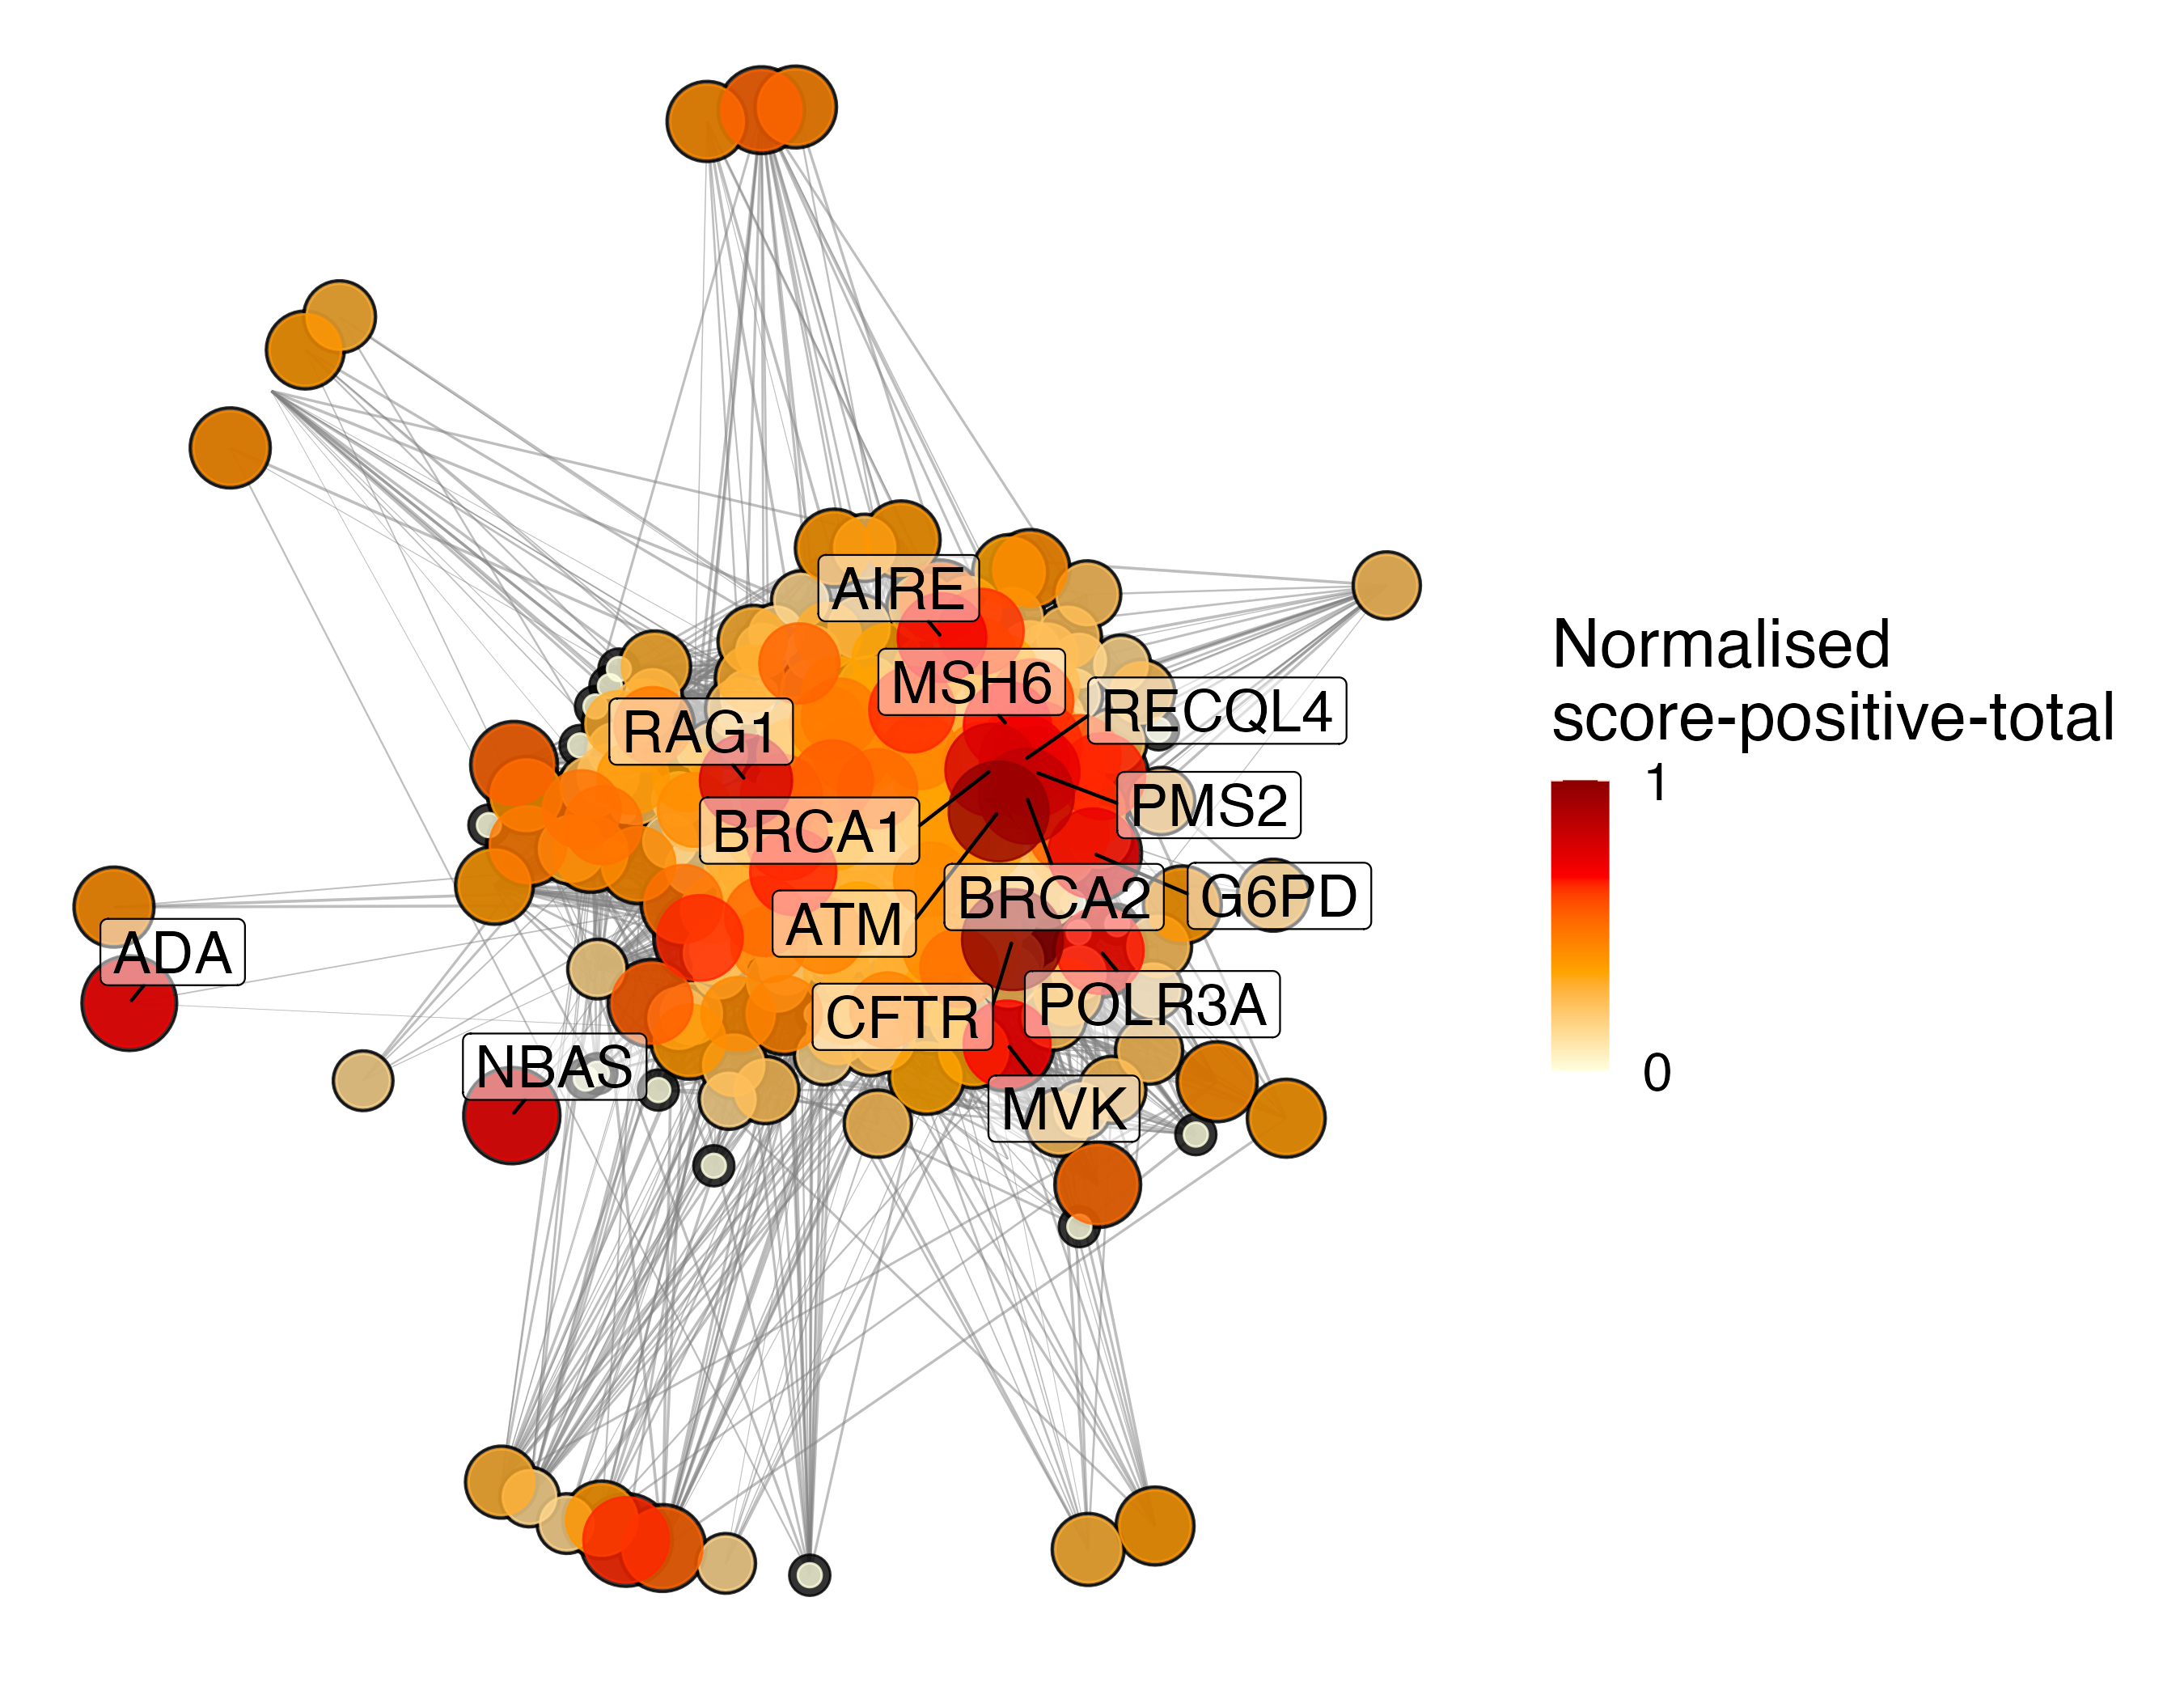 AIRE
MSH6
RECQL4
RAG1
PMS2
BRCA1
BRCA2
G6PD
ATM
ADA
CFTR
POLR3A
NBAS
MVK
Normalised
score-positive-total
1
0